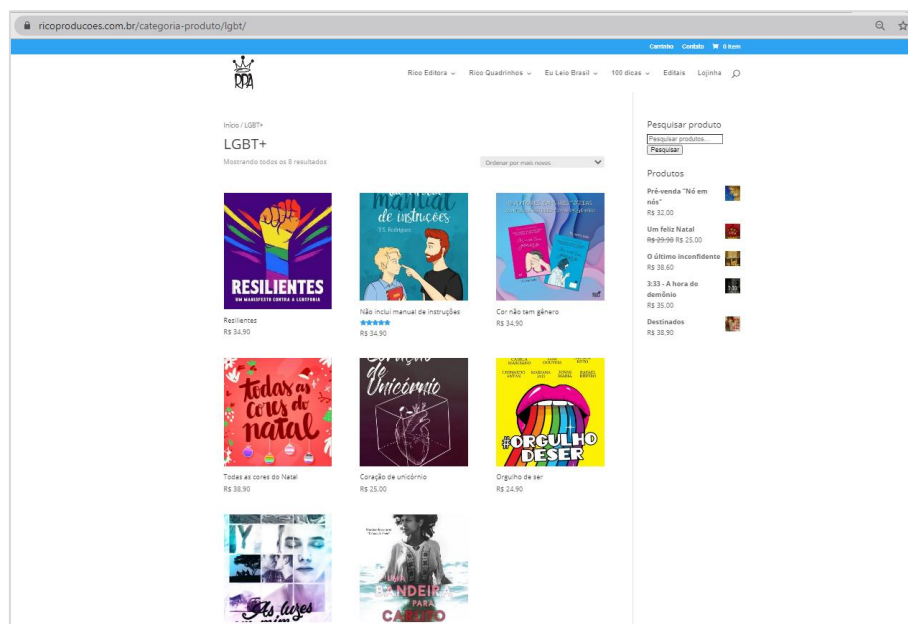 ricoproducoes.com.br/categoria-produto/lgbt/
Carrinho Contato 0 Item
RPA
Rico Editora Rico Quadrinhos Eu Leio Brasil 100 dicas Editais Lojinha
Início / LGBT+
LGBT+
Mostrando todos os 8 resultados
Ordenar por mais novos
RESILIENTES
UM MANIFESTO CONTRA A LGBTFOBIA
Resilientes
R$ 34,90
manual
de instruções
Não inclui manual de instruções
R$ 34,90
Cor não tem gênero
R$ 34,90
todas as
cores do
natal
Todas as cores do Natal
R$ 38,90
Coração
de
Unicórnio
Coração de unicórnio
R$ 25,00
#ORGULHO
DE SER
Orgulho de ser
R$ 24,90
As luzes
em mim
UMA
BANDEIRA
PARA
CARLITO
Pesquisar produto
Pesquisar produtos…
Pesquisar
Produtos
Pré-venda "Nó em
nós"
R$ 32,00
Um feliz Natal
R$ 29,90 R$ 25,00
O último inconfidente
R$ 38,60
3:33 - A hora do
demônio
R$ 35,00
Destinados
R$ 38,90